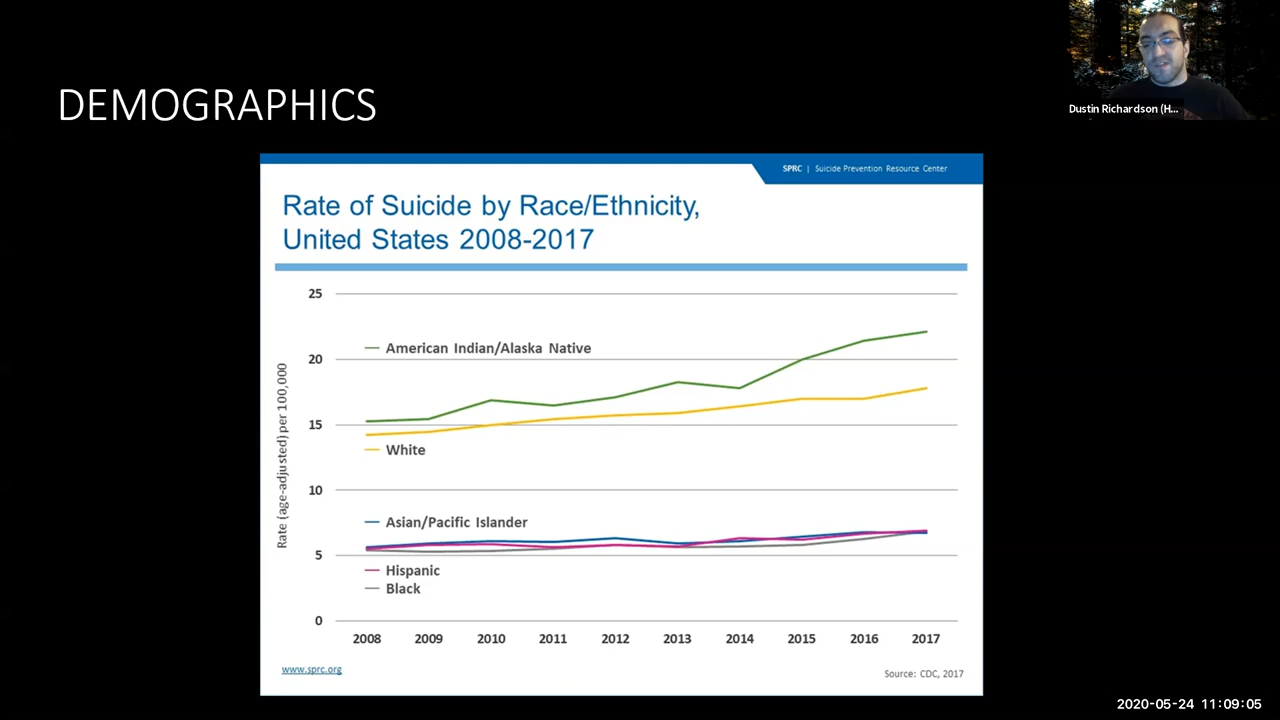 DEMOGRAPHICS
Dustin Richardson (H...
SPRC | Suicide Prevention Resource Center
Rate of Suicide by Race/Ethnicity,
United States 2008-2017
Rate (age-adjusted) per 100,000
25
20
15
10
5
0
American Indian/Alaska Native
White
Asian/Pacific Islander
Hispanic
Black
2008 2009 2010 2011 2012 2013 2014 2015 2016 2017
www.sprc.org
Source: CDC, 2017
2020-05-24 11:09:05